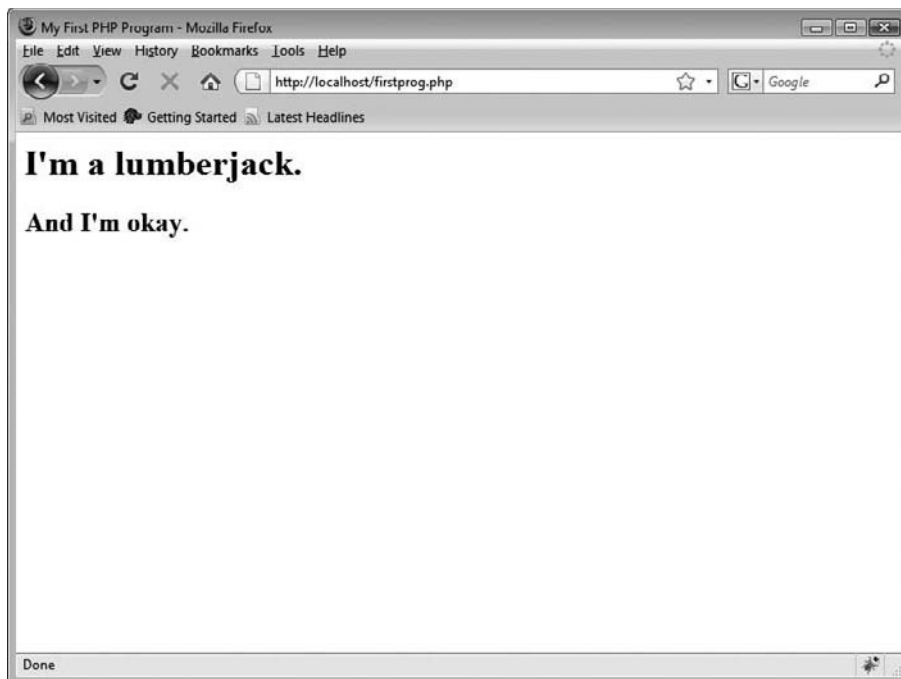 My First PHP Program - Mozilla Firefox
File Edit View History Bookmarks Tools Help
http://localhost/firstprog.php G Google
Most Visited Getting Started Latest Headlines
I'm a lumberjack.
And I'm okay.
Done